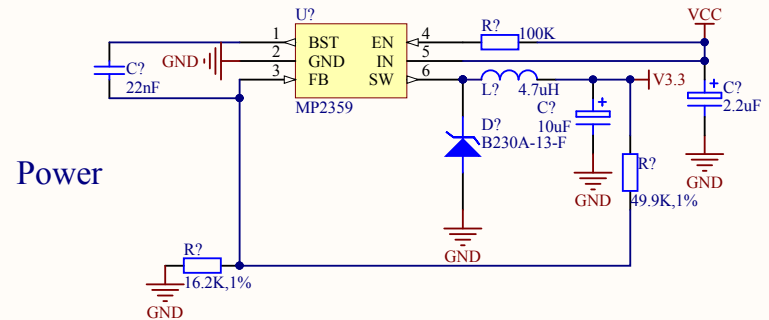 U?
VCC
1
BST
EN
4
R?
100K
GND
2
GND
IN
5
C?
22nF
3
FB
SW
6
V3.3
MP2359
L?
4.7uH
C?
10uF
C?
2.2uF
D?
B230A-13-F
Power
R?
49.9K,1%
GND
GND
GND
R?
16.2K,1%
GND
+
+